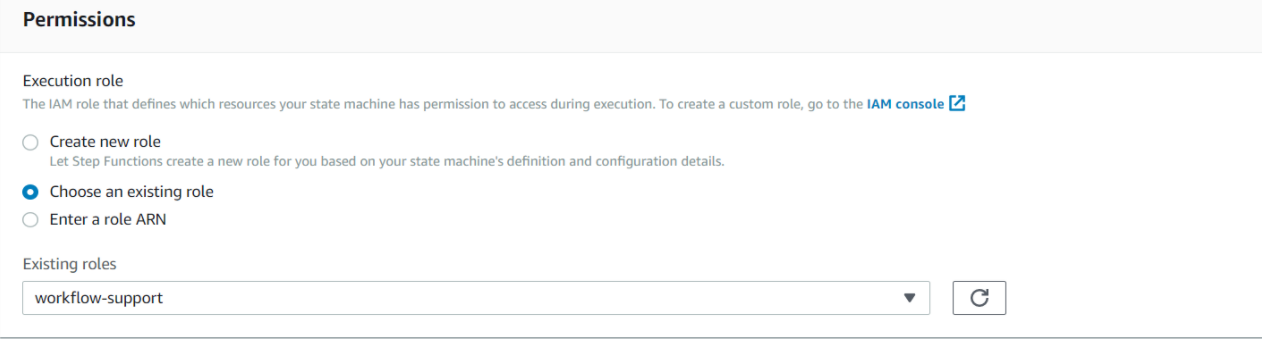 Permissions
Execution role
The IAM role that defines which resources your state machine has permission to access during execution. To create a custom role, go to the IAM console
Create new role
Let Step Functions create a new role for you based on your state machine's definition and configuration details.
Choose an existing role
Enter a role ARN
Existing roles
workflow-support